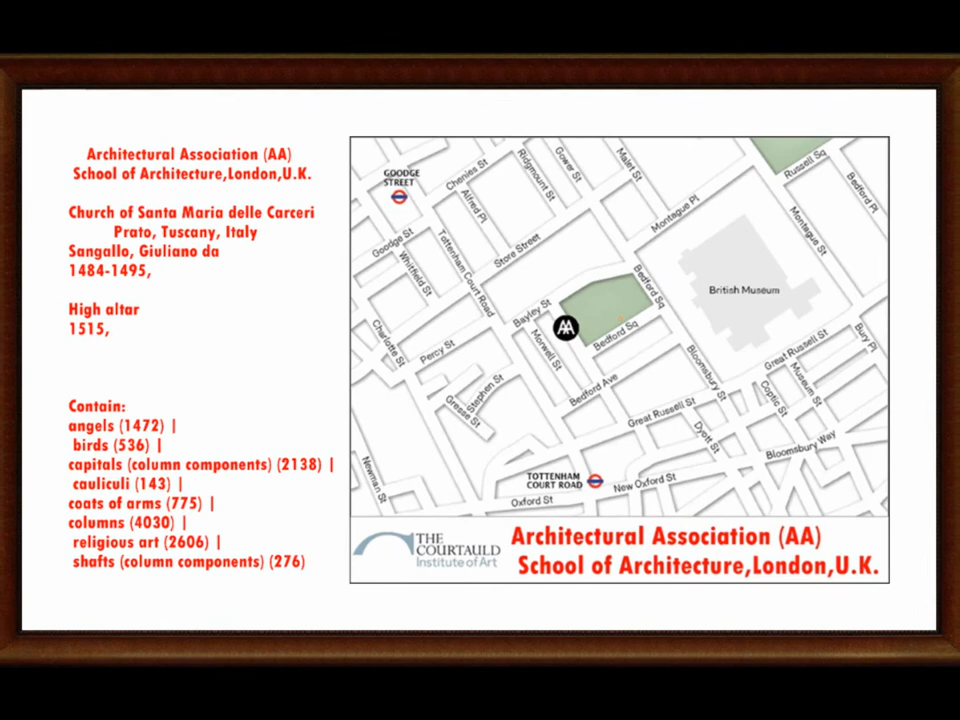 Architectural Association (AA)
School of Architecture,London,U.K.
Church of Santa Maria delle Carceri
Prato, Tuscany, Italy
Sangallo, Giuliano da
1484-1495,
High altar
1515,
Contain:
angels (1472) |
birds (536) |
capitals (column components) (2138) |
cauliculi (143) |
coats of arms (775) |
columns (4030) |
religious art (2606) |
shafts (column components) (276)
GOODGE
STREET
Chenies St
Ridgmount St
Gower St
Malet St
Russell Sq
Bedford Pl
Alfred Pl
Montague Pl
Montague St
Goodge St
Whitfield St
Tottenham Court Road
Store Street
Bedford Sq
British Museum
Bayley St
AA
Bedford Sq
Charlotte St
Percy St
Morwell St
Bedford Ave
Bloomsbury St
Great Russell St
Bury Pl
Museum St
Coptic St
Stephen St
Gresse St
Great Russell St
Dyott St
Bloomsbury Way
Newman St
TOTTENHAM
COURT ROAD
New Oxford St
Oxford St
THE
COURTAULD
Institute of Art
Architectural Association (AA)
School of Architecture,London,U.K.